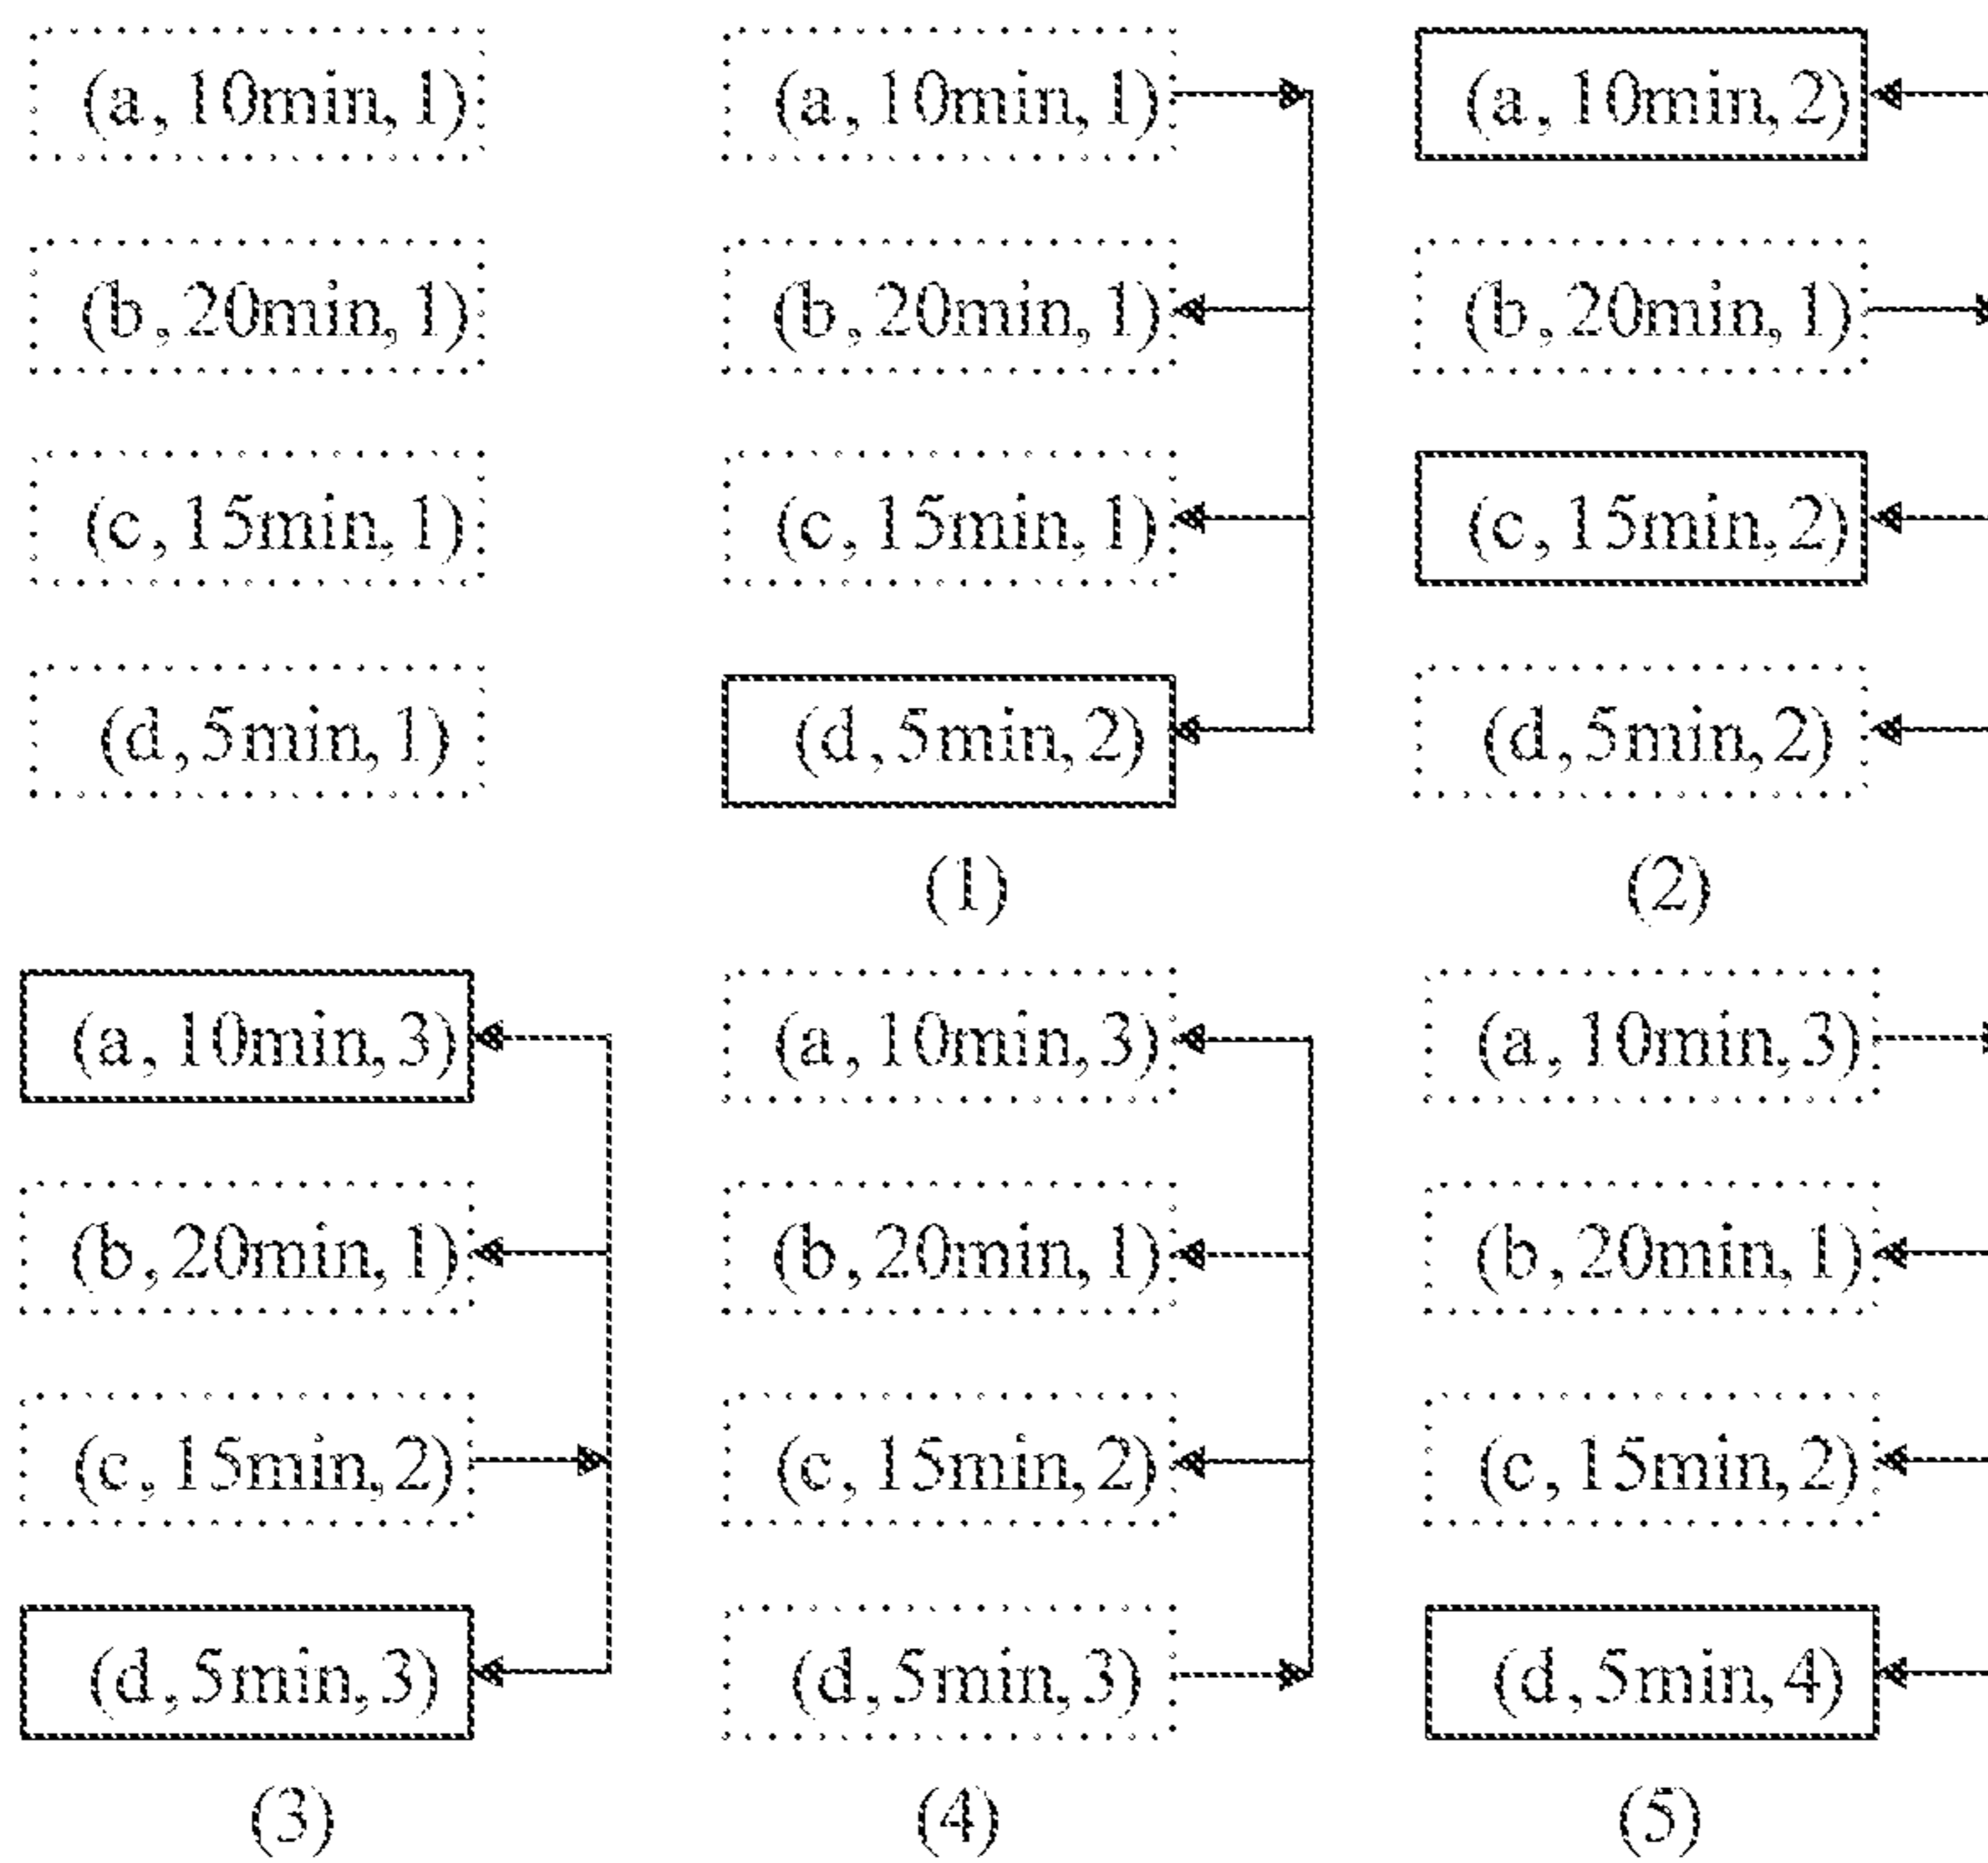 (a, 10min, 1) (a, 10min, 1) (a, 10min, 2)
(b, 20min, 1) (b, 20min, 1) (b, 20min, 1)
(c, 15min, 1) (c, 15min, 1) (c, 15min, 2)
(d, 5min, 1) (d, 5min, 2) (d, 5min, 2)
(1) (2)
(a, 10min, 3) (a, 10min, 3) (a, 10min, 3)
(b, 20min, 1) (b, 20min, 1) (b, 20min, 1)
(c, 15min, 2) (c, 15min, 2) (c, 15min, 2)
(d, 5min, 3) (d, 5min, 3) (d, 5min, 4)
(3) (4) (5)